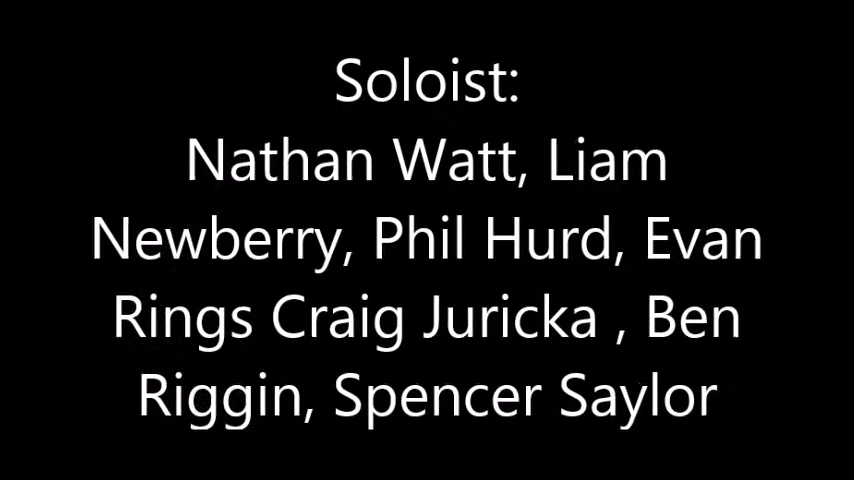 Soloist:
Nathan Watt, Liam
Newberry, Phil Hurd, Evan
Rings Craig Juricka , Ben
Riggin, Spencer Saylor